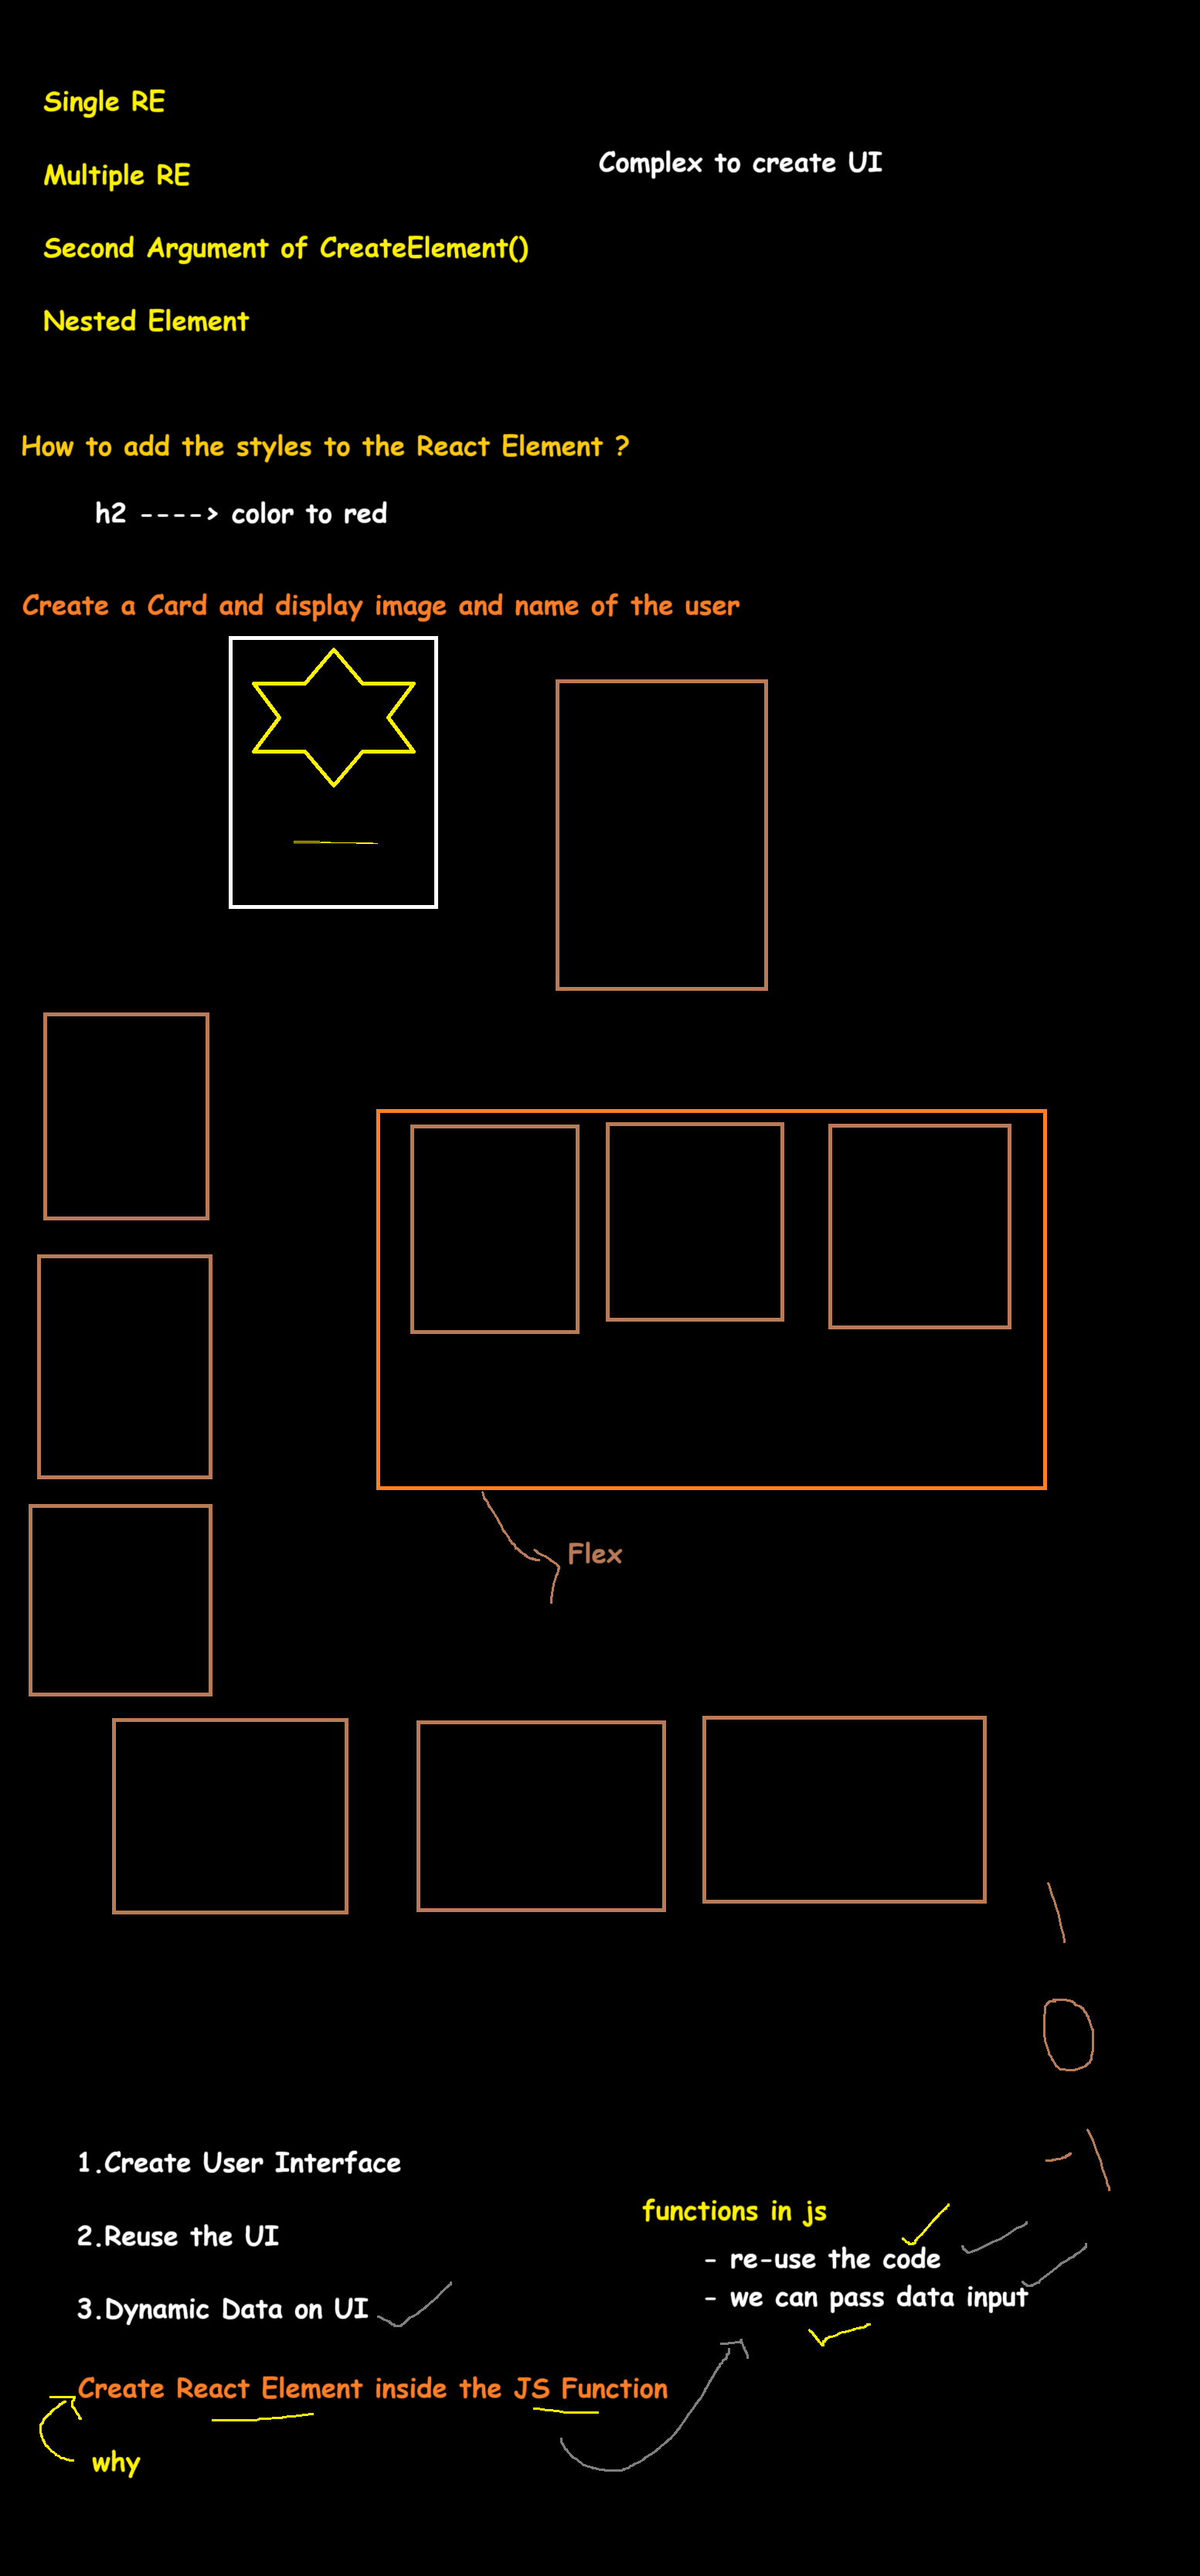 Single RE
Multiple RE
Complex to create UI
Second Argument of CreateElement()
Nested Element
How to add the styles to the React Element ?
h2 ----> color to red
Create a Card and display image and name of the user
Flex
1.Create User Interface
2.Reuse the UI
3.Dynamic Data on UI
functions in js
- re-use the code
- we can pass data input
Create React Element inside the JS Function
why